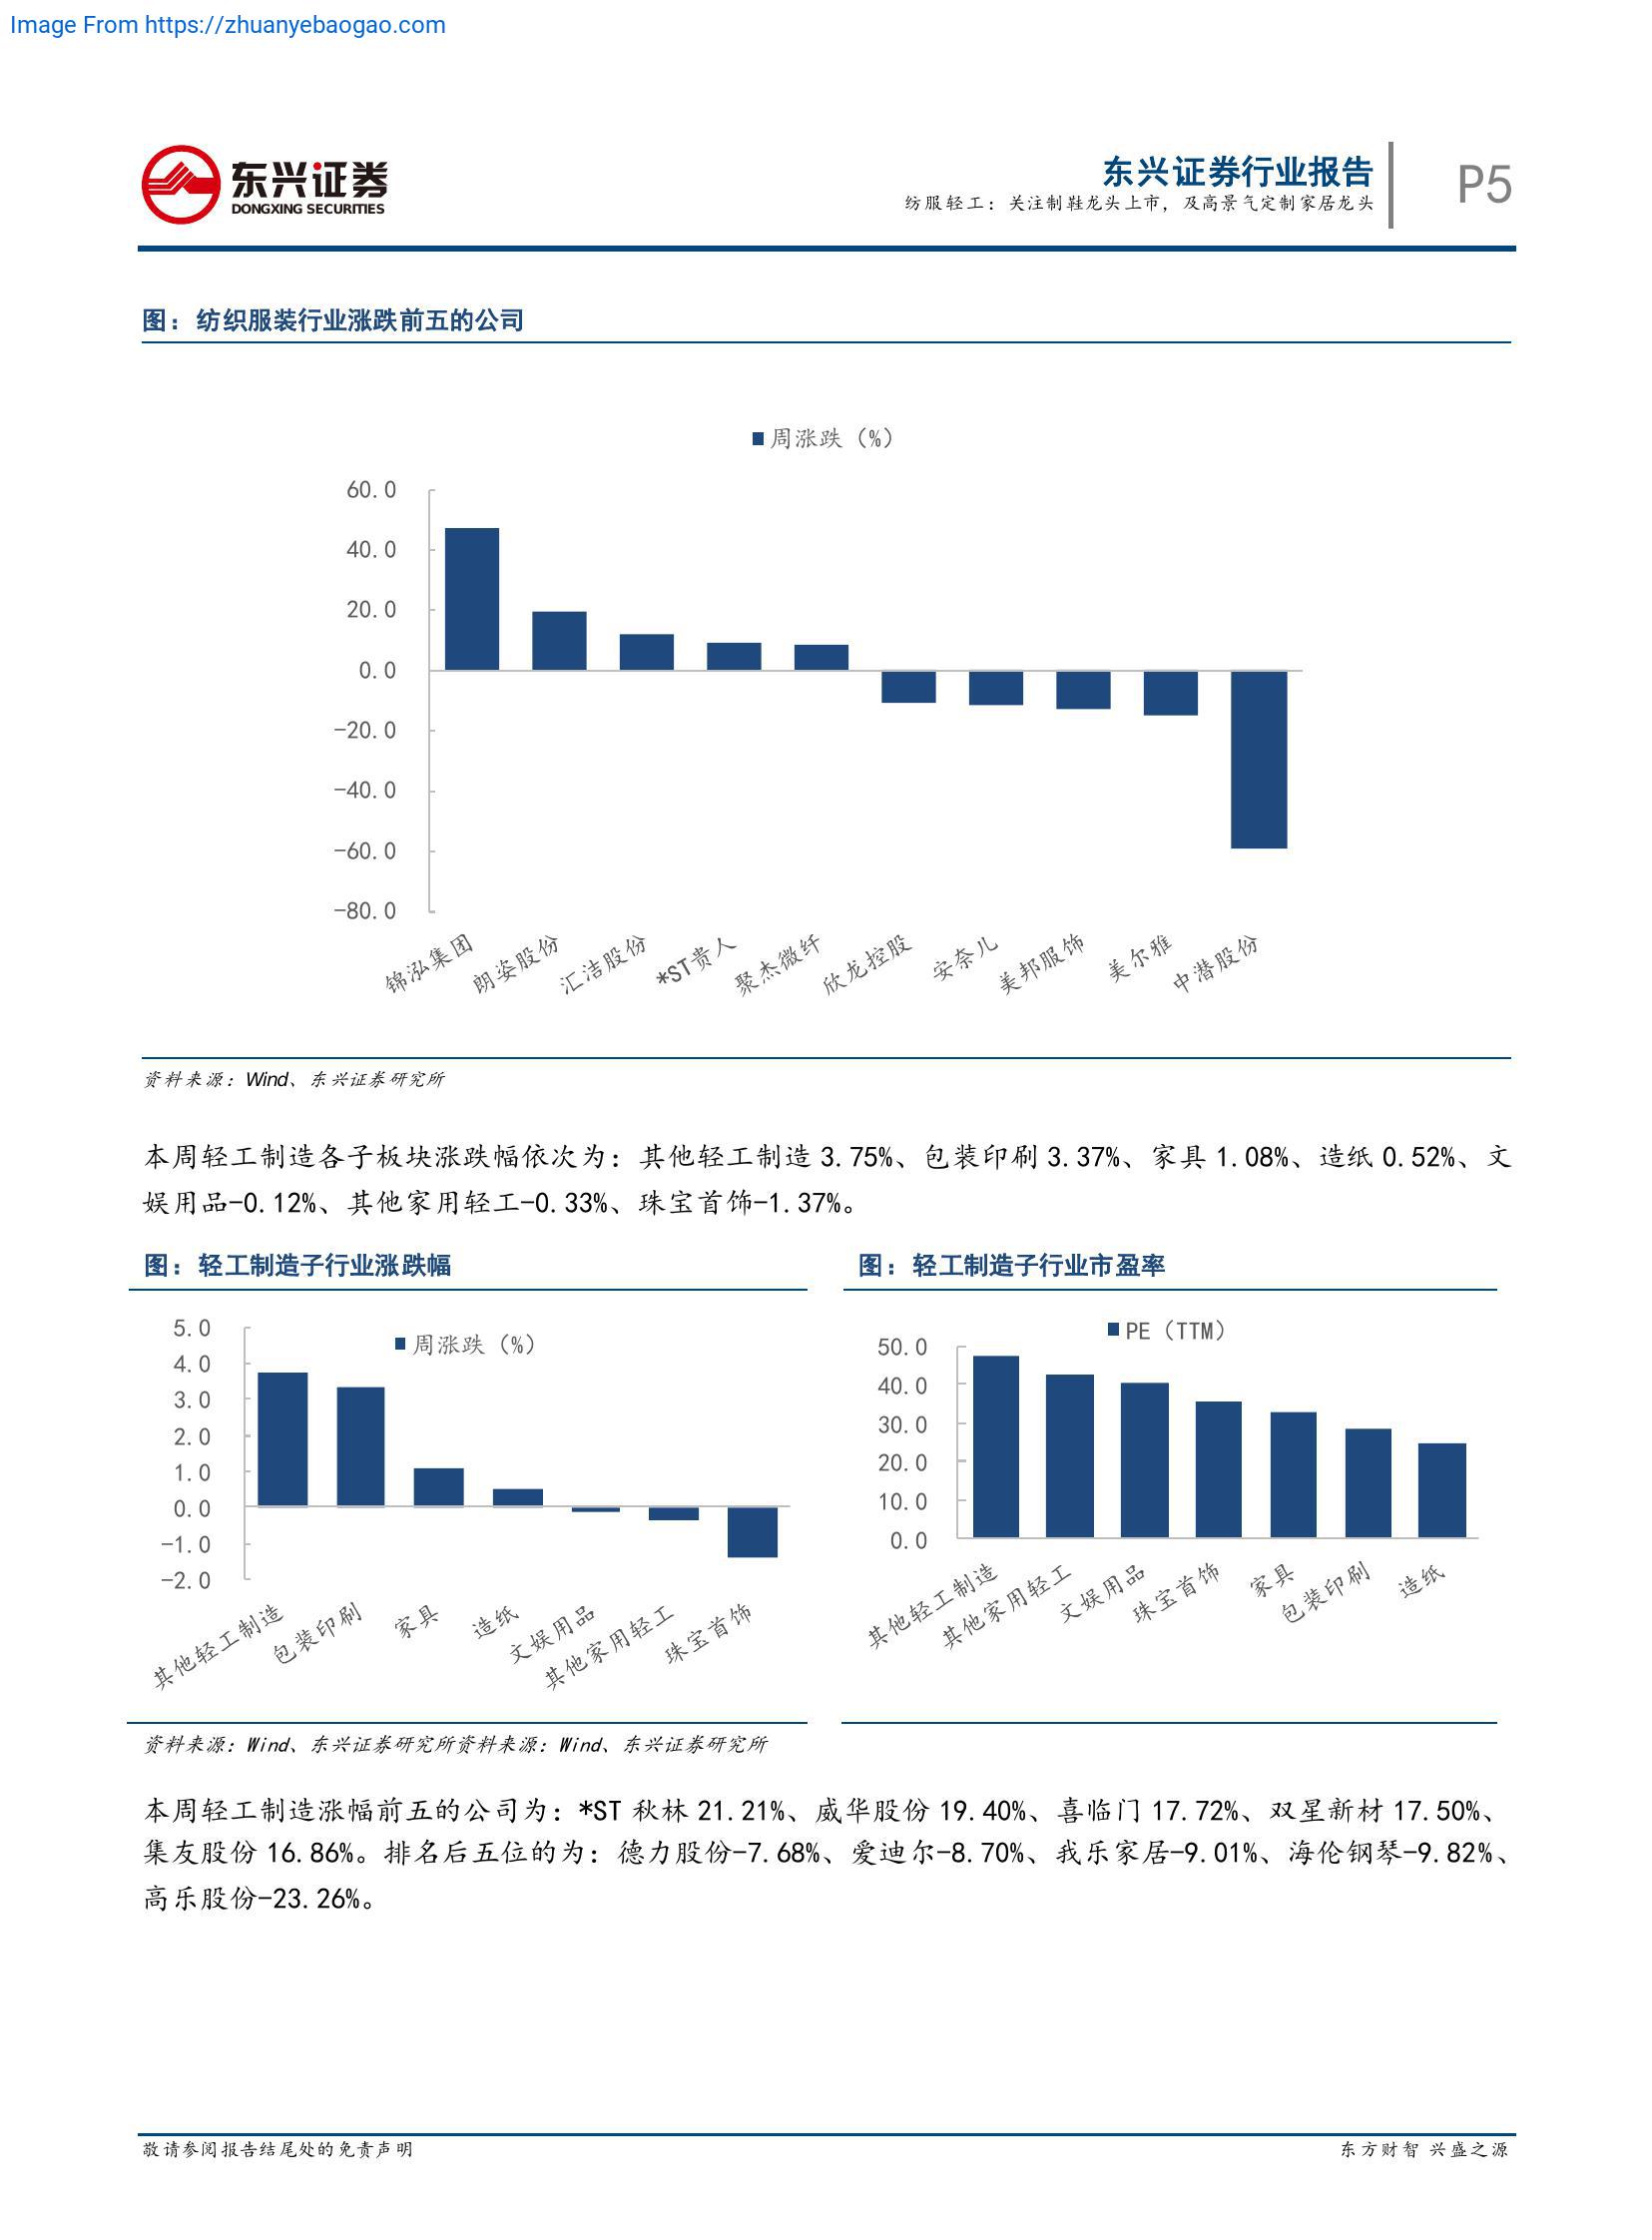 Image From https://zhuanyebaogao.com
东兴证券
DONGXING SECURITIES
东兴证券行业报告
纺服轻工：关注制鞋龙头上市，及高景气定制家居龙头
P5
图：纺织服装行业涨跌前五的公司
周涨跌（%）
60.0
40.0
20.0
0.0
-20.0
-40.0
-60.0
-80.0
锦泓集团
朗姿股份
汇洁股份
*ST贵人
聚杰微纤
欣龙控股
安奈儿
美邦服饰
美尔雅
中潜股份
资料来源：Wind、东兴证券研究所
本周轻工制造各子板块涨跌幅依次为：其他轻工制造 3.75%、包装印刷 3.37%、家具 1.08%、造纸 0.52%、文
娱用品-0.12%、其他家用轻工-0.33%、珠宝首饰-1.37%。
图：轻工制造子行业涨跌幅
周涨跌（%）
5.0
4.0
3.0
2.0
1.0
0.0
-1.0
-2.0
其他轻工制造
包装印刷
家具
造纸
文娱用品
其他家用轻工
珠宝首饰
图：轻工制造子行业市盈率
PE（TTM）
50.0
40.0
30.0
20.0
10.0
0.0
其他轻工制造
其他家用轻工
文娱用品
珠宝首饰
家具
包装印刷
造纸
资料来源：Wind、东兴证券研究所资料来源：Wind、东兴证券研究所
本周轻工制造涨幅前五的公司为：*ST 秋林 21.21%、威华股份 19.40%、喜临门 17.72%、双星新材 17.50%、
集友股份 16.86%。排名后五位的为：德力股份-7.68%、爱迪尔-8.70%、我乐家居-9.01%、海伦钢琴-9.82%、
高乐股份-23.26%。
敬请参阅报告结尾处的免责声明
东方财智 兴盛之源